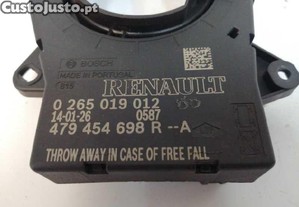 CustoJusto.pt
BOSCH
MADE IN PORTUGAL
615
RENAULT
0 265 019 012
14-01-26 0587
479 454 698 R --A
THROW AWAY IN CASE OF FREE FALL